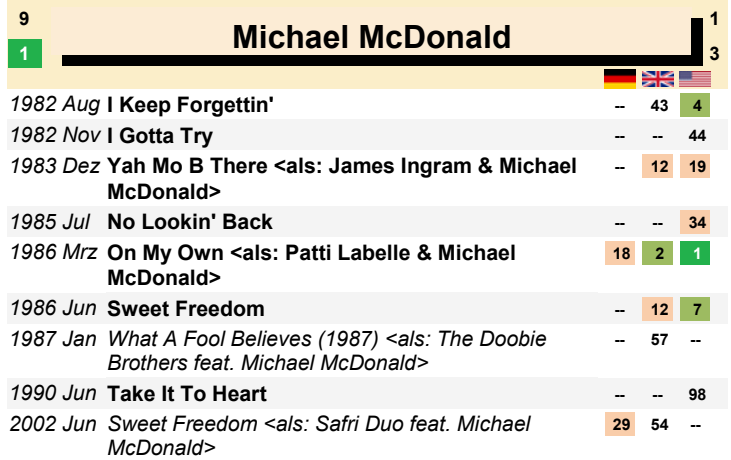 9
Michael McDonald
1
1
3
1982 Aug I Keep Forgettin' -- 43 4
1982 Nov I Gotta Try -- -- 44
1983 Dez Yah Mo B There <als: James Ingram & Michael -- 12 19
McDonald>
1985 Jul No Lookin' Back -- -- 34
1986 Mrz On My Own <als: Patti Labelle & Michael 18 2 1
McDonald>
1986 Jun Sweet Freedom -- 12 7
1987 Jan What A Fool Believes (1987) <als: The Doobie -- 57 --
Brothers feat. Michael McDonald>
1990 Jun Take It To Heart -- -- 98
2002 Jun Sweet Freedom <als: Safri Duo feat. Michael 29 54 --
McDonald>